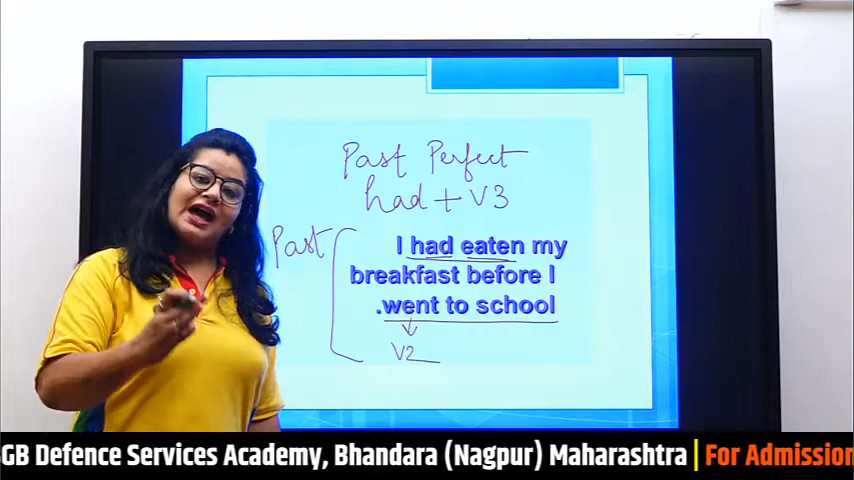 Past Perfect
had + V3
Past
I had eaten my
breakfast before I
.went to school
V2
GB Defence Services Academy, Bhandara (Nagpur) Maharashtra | For Admission